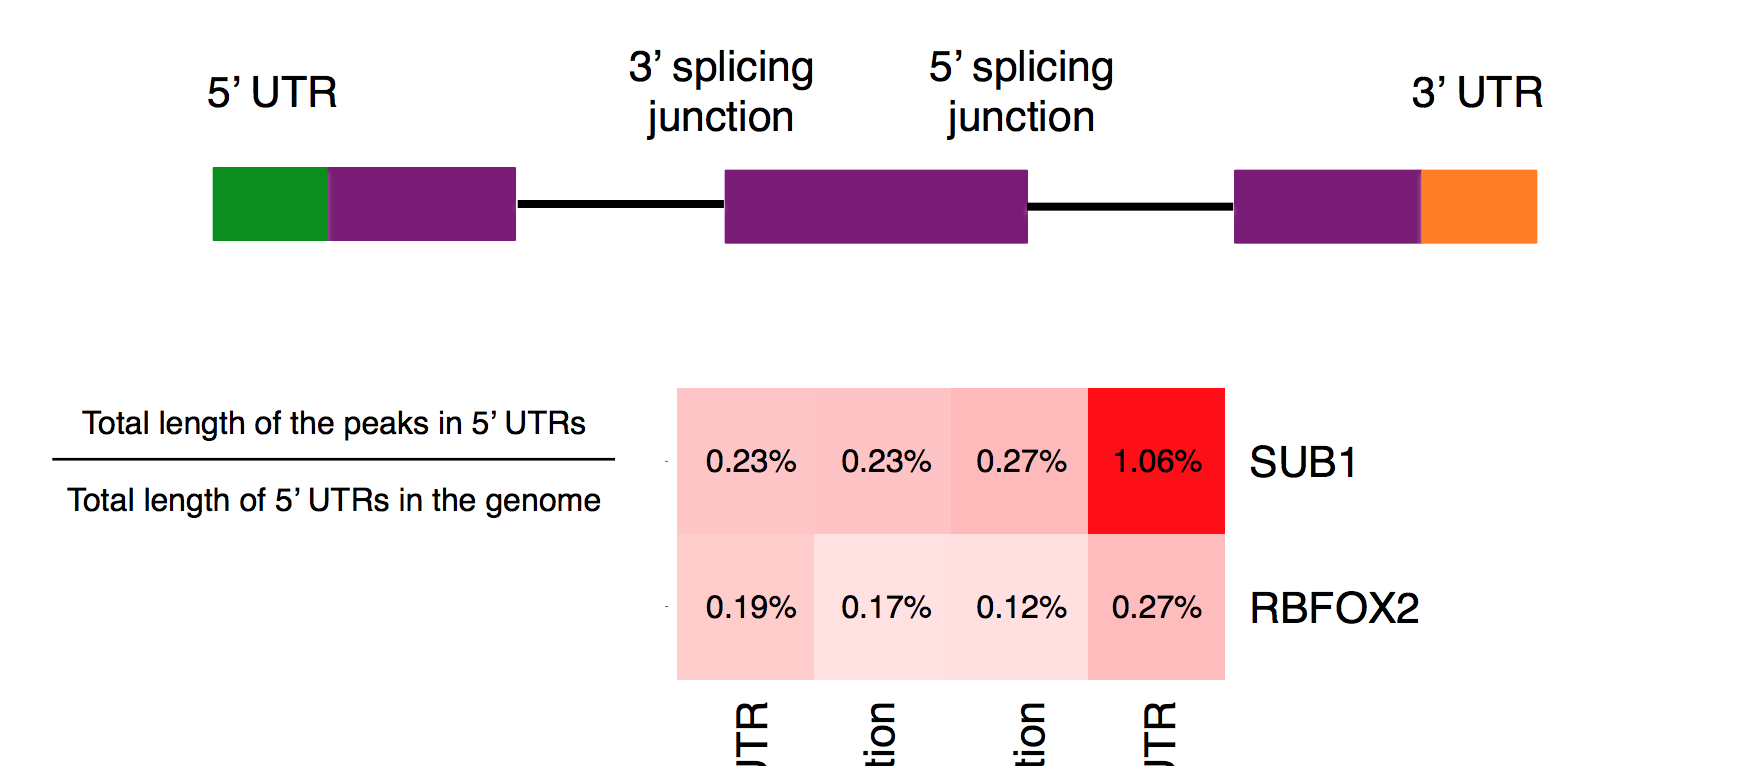 5’ UTR
3’ splicing
junction
5’ splicing
junction
3’ UTR
Total length of the peaks in 5’ UTRs
Total length of 5’ UTRs in the genome
0.23% 0.23% 0.27% 1.06% SUB1
0.19% 0.17% 0.12% 0.27% RBFOX2